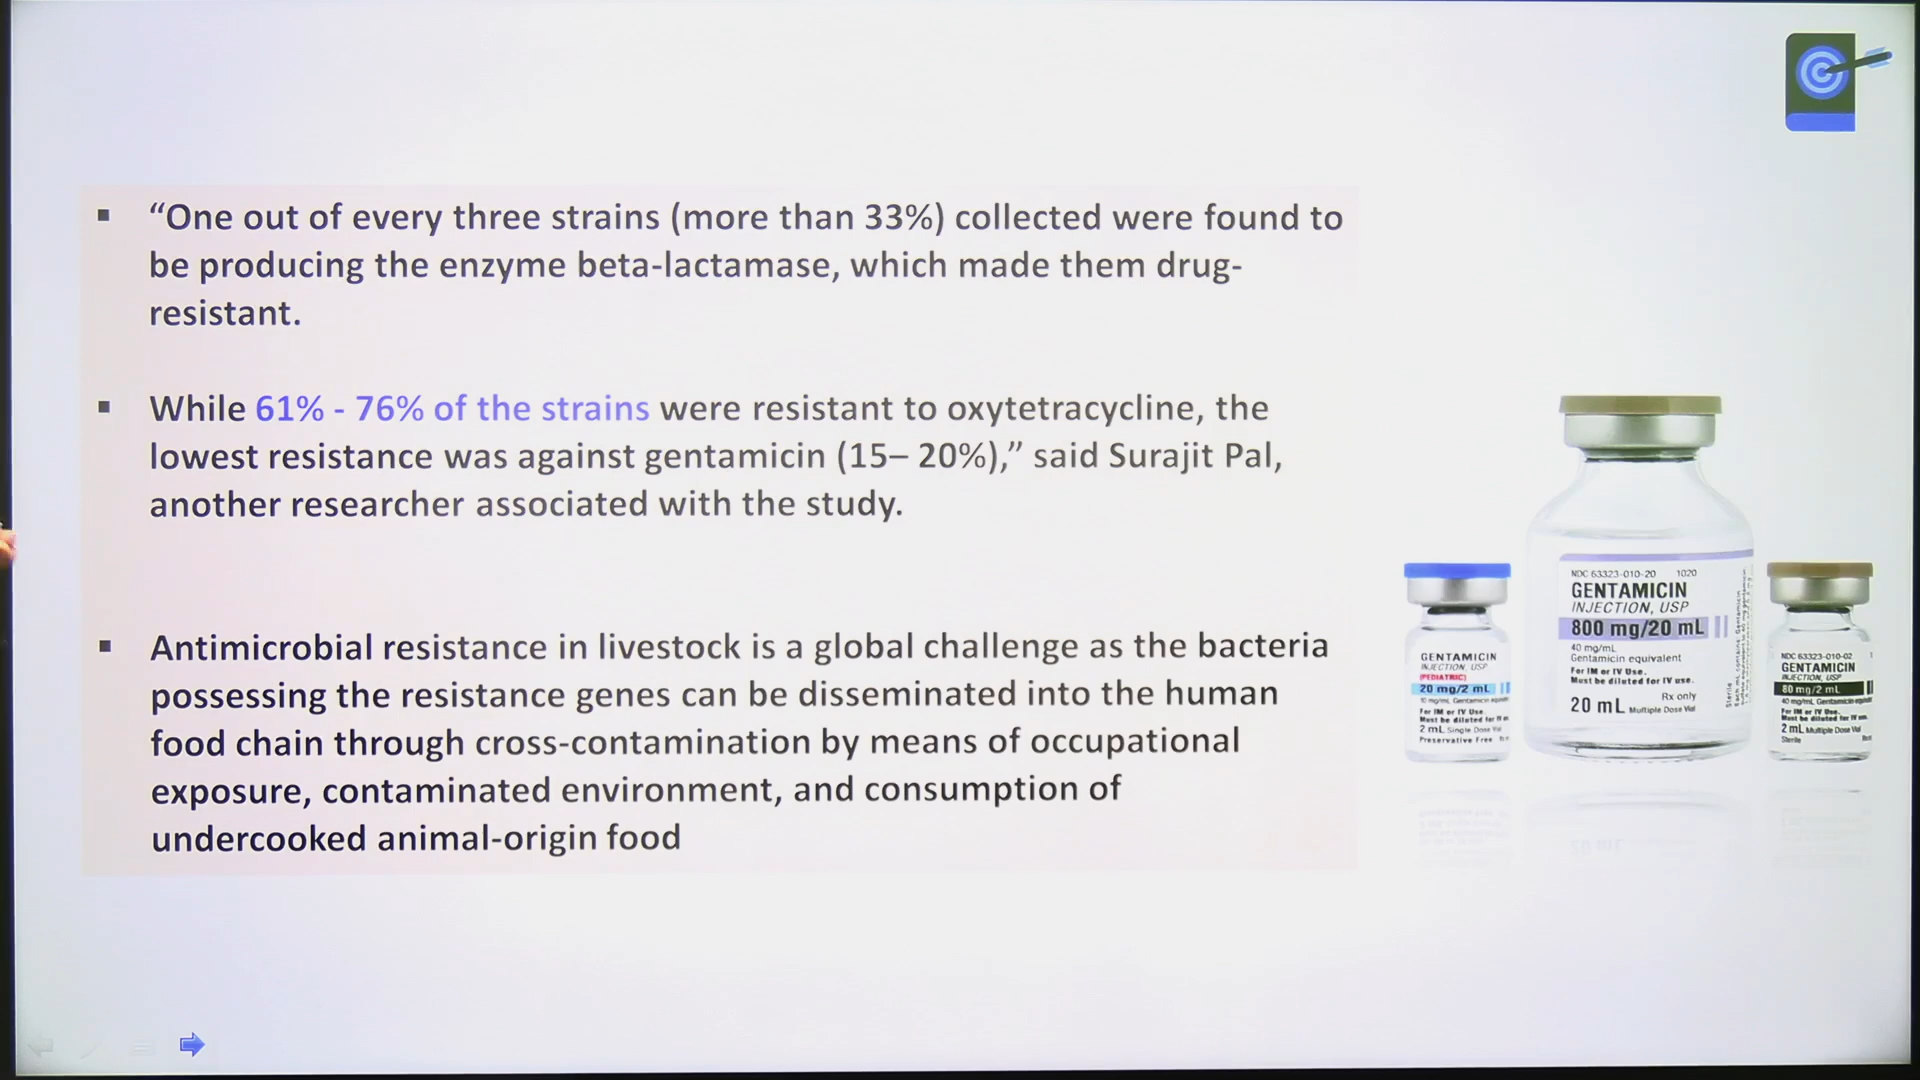 “One out of every three strains (more than 33%) collected were found to
be producing the enzyme beta-lactamase, which made them drug-
resistant.
While 61% - 76% of the strains were resistant to oxytetracycline, the
lowest resistance was against gentamicin (15– 20%),” said Surajit Pal,
another researcher associated with the study.
Antimicrobial resistance in livestock is a global challenge as the bacteria
possessing the resistance genes can be disseminated into the human
food chain through cross-contamination by means of occupational
exposure, contaminated environment, and consumption of
undercooked animal-origin food
GENTAMICIN
INJECTION, USP
(PEDIATRIC)
20 mg/2 mL
For IM or IV Use.
Must be diluted for IV
2 mL Single Dose Vial
Preservative Free
NDC 63323-010-20 1020
GENTAMICIN
INJECTION, USP
800 mg/20 mL
40 mg/mL
Gentamicin equivalent
For IM or IV Use.
Must be diluted for IV use.
Rx only
20 mL Multiple Dose Vial
Sterile
NDC 63323-010-02
GENTAMICIN
INJECTION, USP
80 mg/2 mL
40 mg/mL Gentamicin
For IM or IV Use.
Must be diluted for IV
2 mL Multiple Dose Vial
Sterile